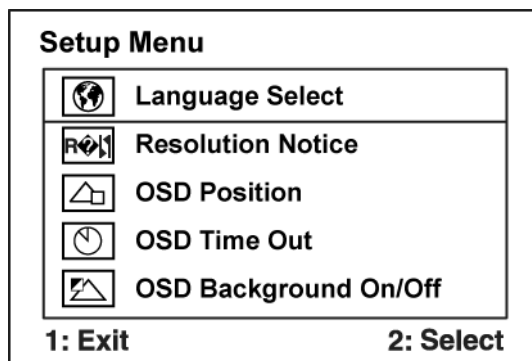 Setup Menu
Language Select
Resolution Notice
OSD Position
OSD Time Out
OSD Background On/Off
1: Exit
2: Select